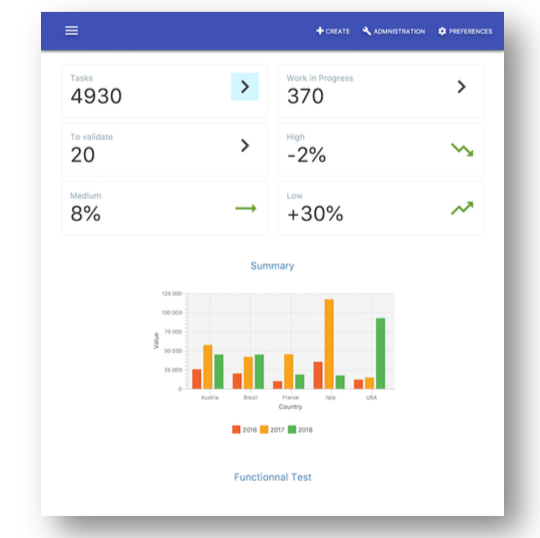 CREATE ADMNISTRATION PREFERENCES
Tasks
4930
Work in Progress
370
To validate
20
High
-2%
Medium
8%
Low
+30%
Summary
125 000
100 000
75 000
50 000
25 000
0
Value
Austria Brazil France Italy USA
Country
2016 2017 2018
Functionnal Test